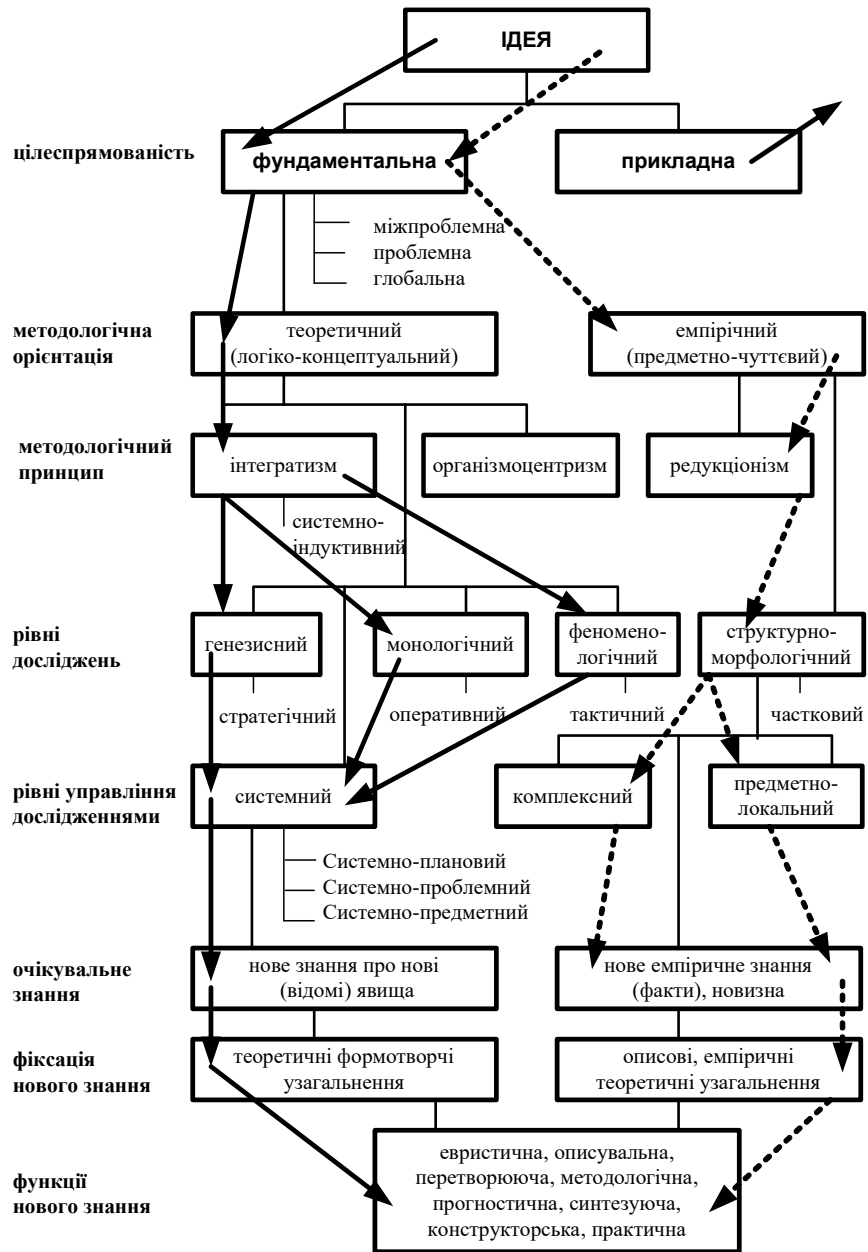 ІДЕЯ
цілеспрямованість
фундаментальна
прикладна
міжпроблемна
проблемна
глобальна
методологічна
орієнтація
теоретичний
(логіко-концептуальний)
емпірічний
(предметно-чуттєвий)
методологічний
принцип
інтегратизм
організмоцентризм
редукціонізм
системно-
індуктивний
рівні
досліджень
генезисний
монологічний
феномено-
логічний
структурно-
морфологічний
стратегічний
оперативний
тактичний
частковий
рівні управління
дослідженнями
системний
комплексний
предметно-
локальний
Системно-плановий
Системно-проблемний
Системно-предметний
очікувальне
знання
нове знання про нові
(відомі) явища
нове емпіричне знання
(факти), новизна
фіксація
нового знання
теоретичні формотворчі
узагальнення
описові, емпіричні
теоретичні узагальнення
функції
нового знання
евристична, описувальна,
перетворююча, методологічна,
прогностична, синтезуюча,
конструкторська, практична